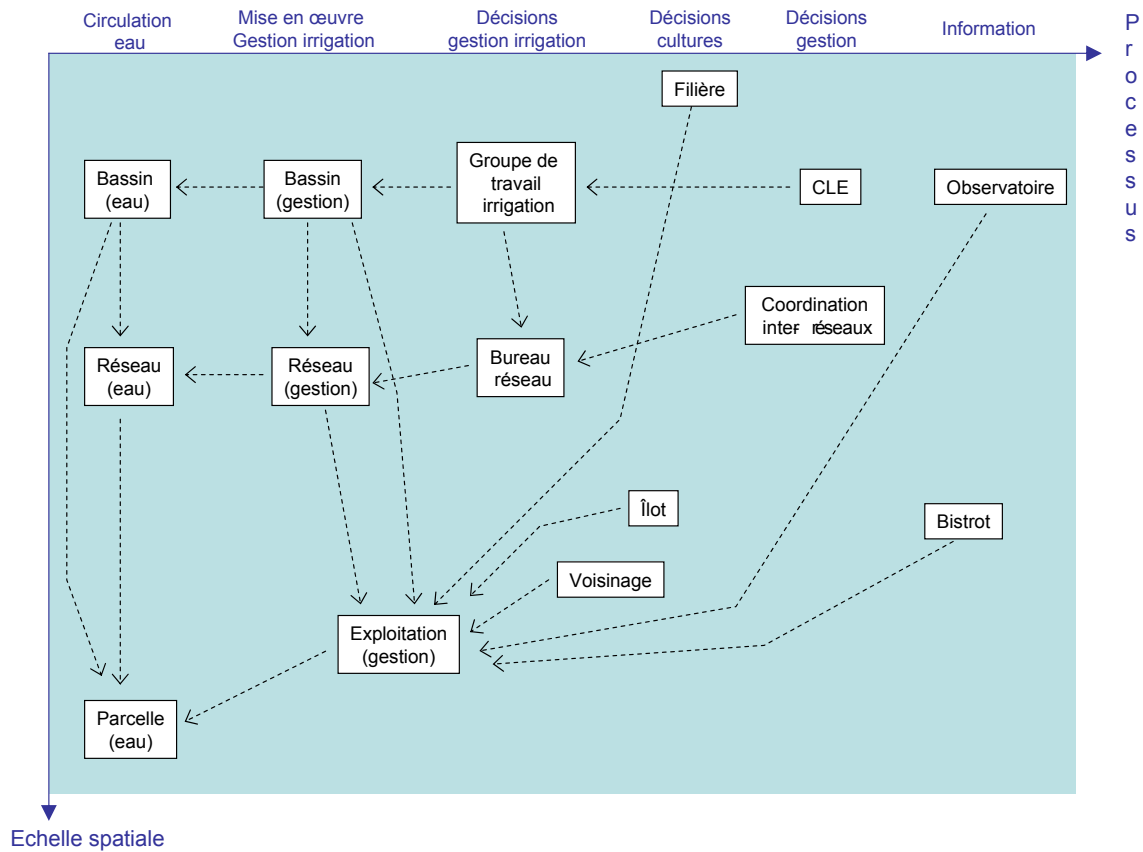 Circulation
eau
Mise en œuvre
Gestion irrigation
Décisions
gestion irrigation
Décisions
cultures
Décisions
gestion
Information
Processus
Filière
Bassin
(eau)
Bassin
(gestion)
Groupe de
travail
irrigation
CLE
Observatoire
Coordination
inter- réseaux
Réseau
(eau)
Réseau
(gestion)
Bureau
réseau
Îlot
Bistrot
Voisinage
Exploitation
(gestion)
Parcelle
(eau)
Echelle spatiale